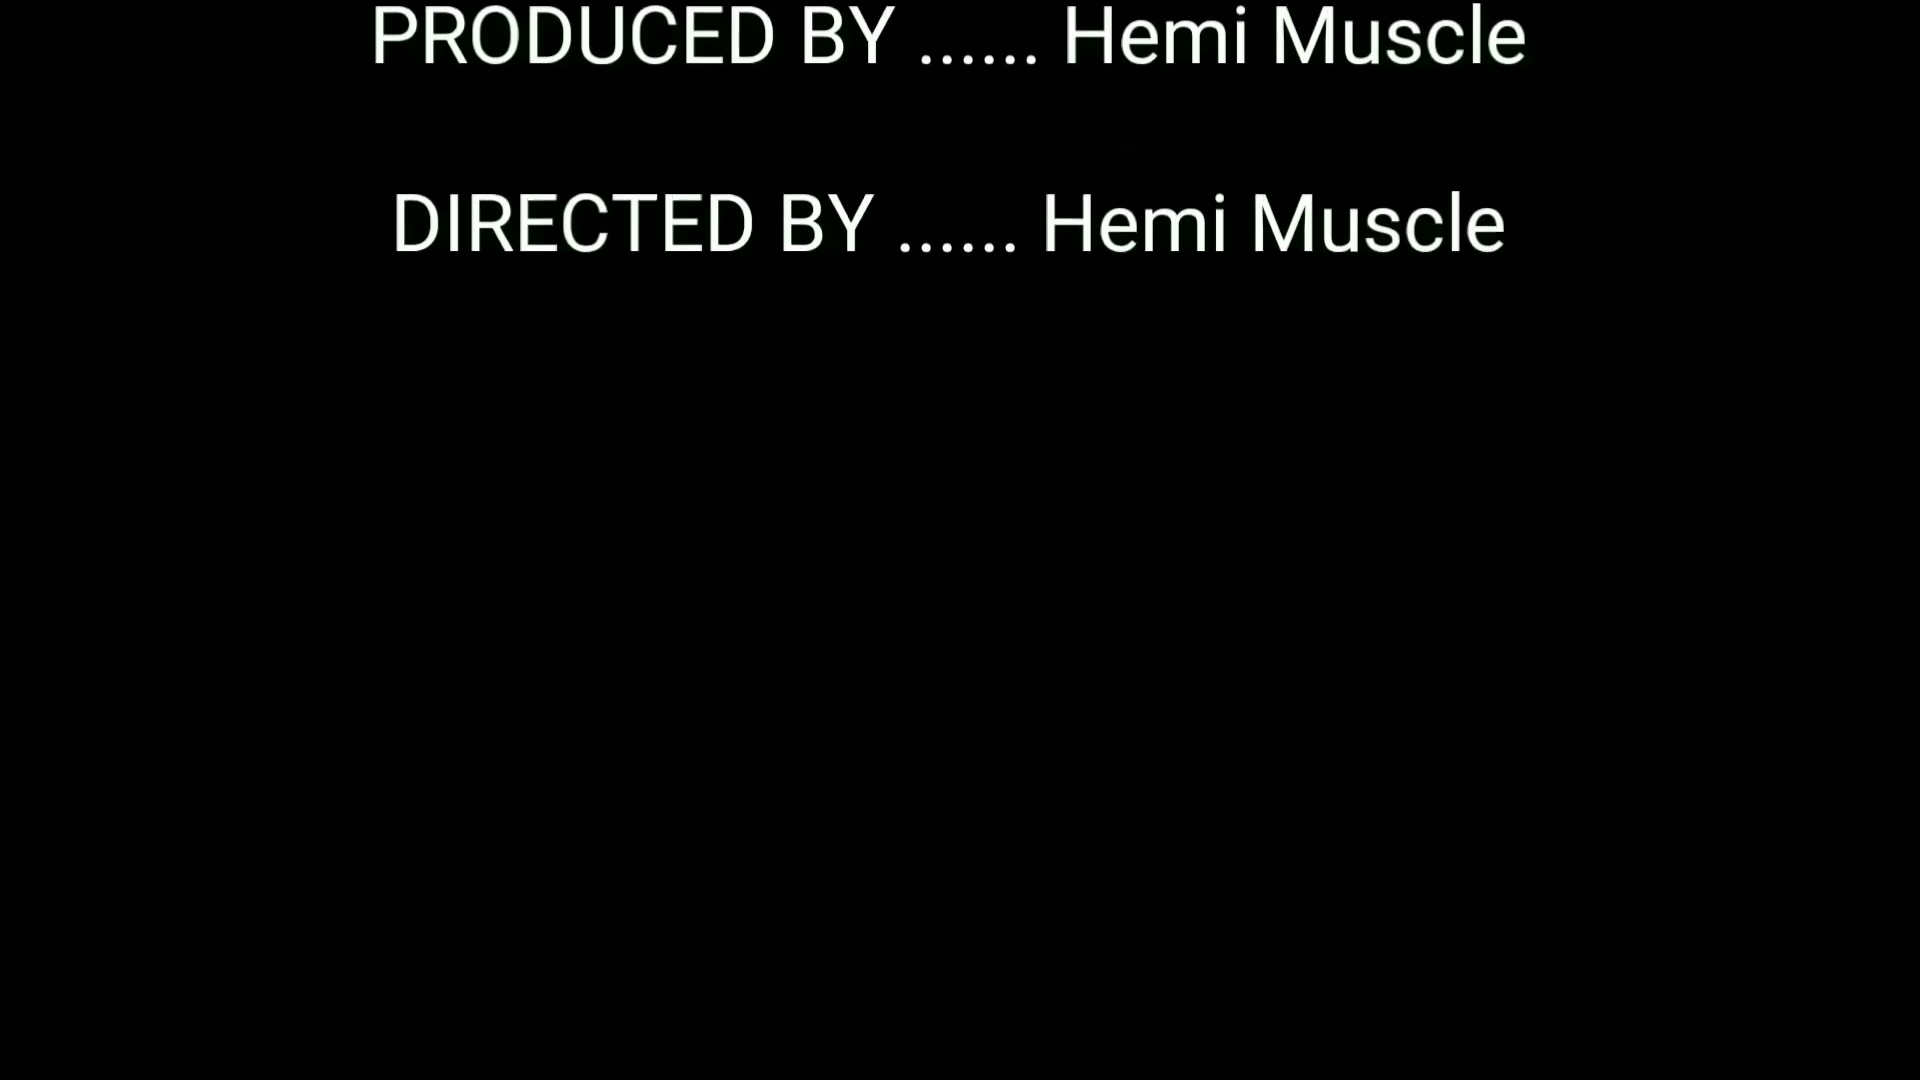 PRODUCED BY ...... Hemi Muscle
DIRECTED BY ...... Hemi Muscle